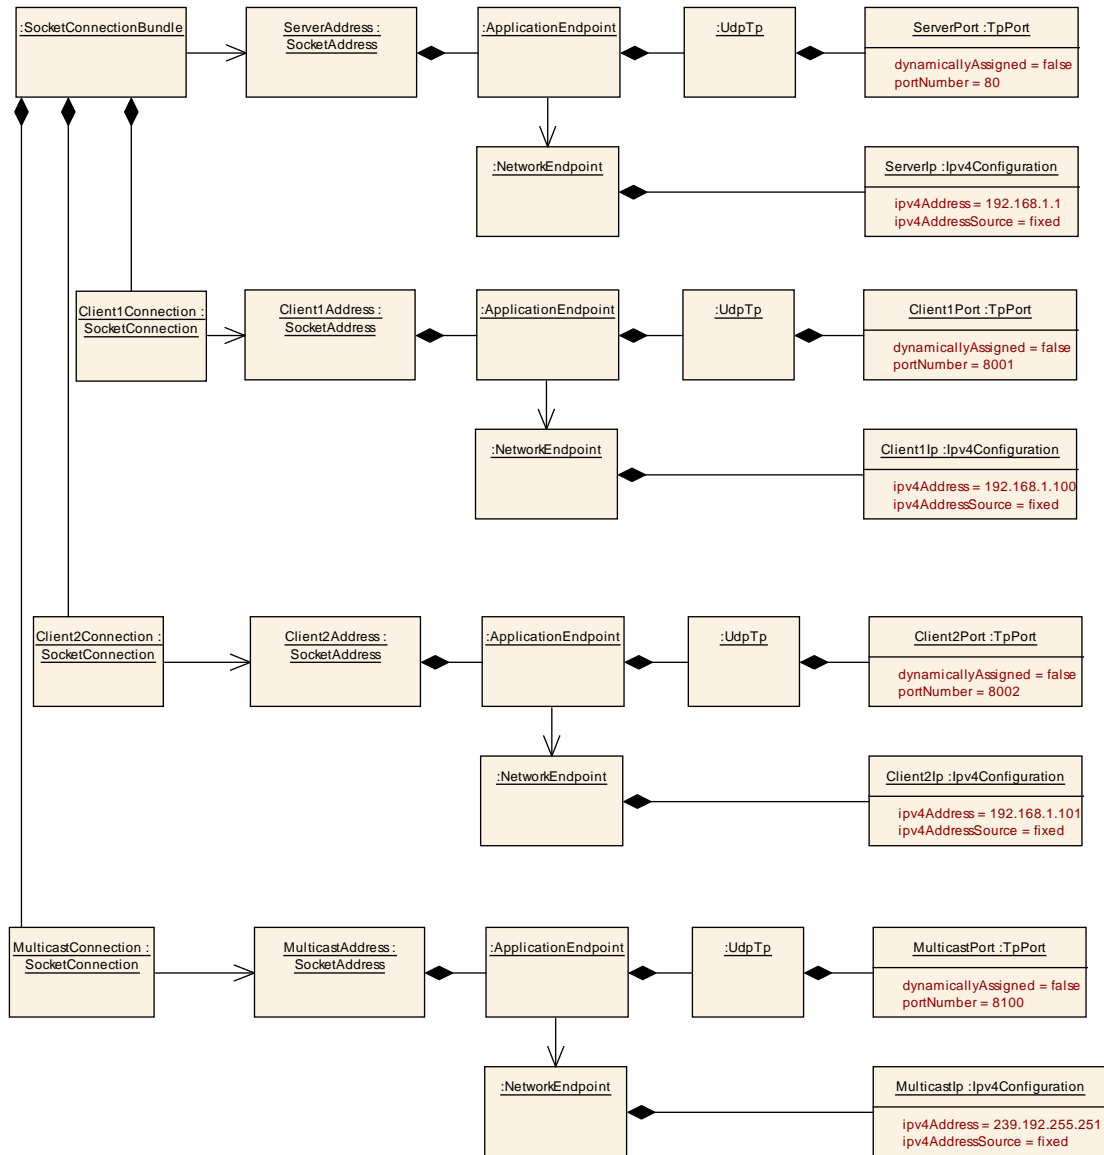 :SocketConnectionBundle
ServerAddress :
SocketAddress
:ApplicationEndpoint
:UdpTp
ServerPort :TpPort
dynamicallyAssigned = false
portNumber = 80
:NetworkEndpoint
ServerIp :Ipv4Configuration
ipv4Address = 192.168.1.1
ipv4AddressSource = fixed
Client1Connection :
SocketConnection
Client1Address :
SocketAddress
:ApplicationEndpoint
:UdpTp
Client1Port :TpPort
dynamicallyAssigned = false
portNumber = 8001
:NetworkEndpoint
Client1Ip :Ipv4Configuration
ipv4Address = 192.168.1.100
ipv4AddressSource = fixed
Client2Connection :
SocketConnection
Client2Address :
SocketAddress
:ApplicationEndpoint
:UdpTp
Client2Port :TpPort
dynamicallyAssigned = false
portNumber = 8002
:NetworkEndpoint
Client2Ip :Ipv4Configuration
ipv4Address = 192.168.1.101
ipv4AddressSource = fixed
MulticastConnection :
SocketConnection
MulticastAddress :
SocketAddress
:ApplicationEndpoint
:UdpTp
MulticastPort :TpPort
dynamicallyAssigned = false
portNumber = 8100
:NetworkEndpoint
MulticastIp :Ipv4Configuration
ipv4Address = 239.192.255.251
ipv4AddressSource = fixed